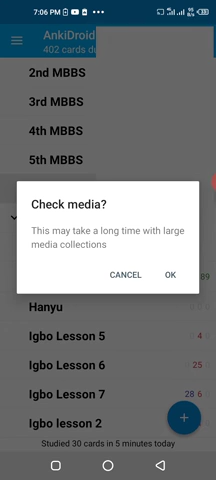 7:06 PM
AnkiDroid
402 cards du
2nd MBBS
3rd MBBS
4th MBBS
5th MBBS
Check media?
This may take a long time with large
media collections
CANCEL
OK
89
Hanyu
Igbo Lesson 5
4
Igbo Lesson 6
25
Igbo Lesson 7
28 6
Igbo lesson 2
Studied 30 cards in 5 minutes today